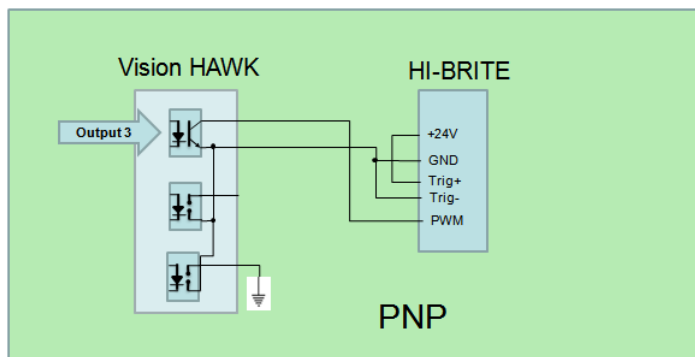 Vision HAWK
HI-BRITE
Output 3
+24V
GND
Trig+
Trig-
PWM
PNP